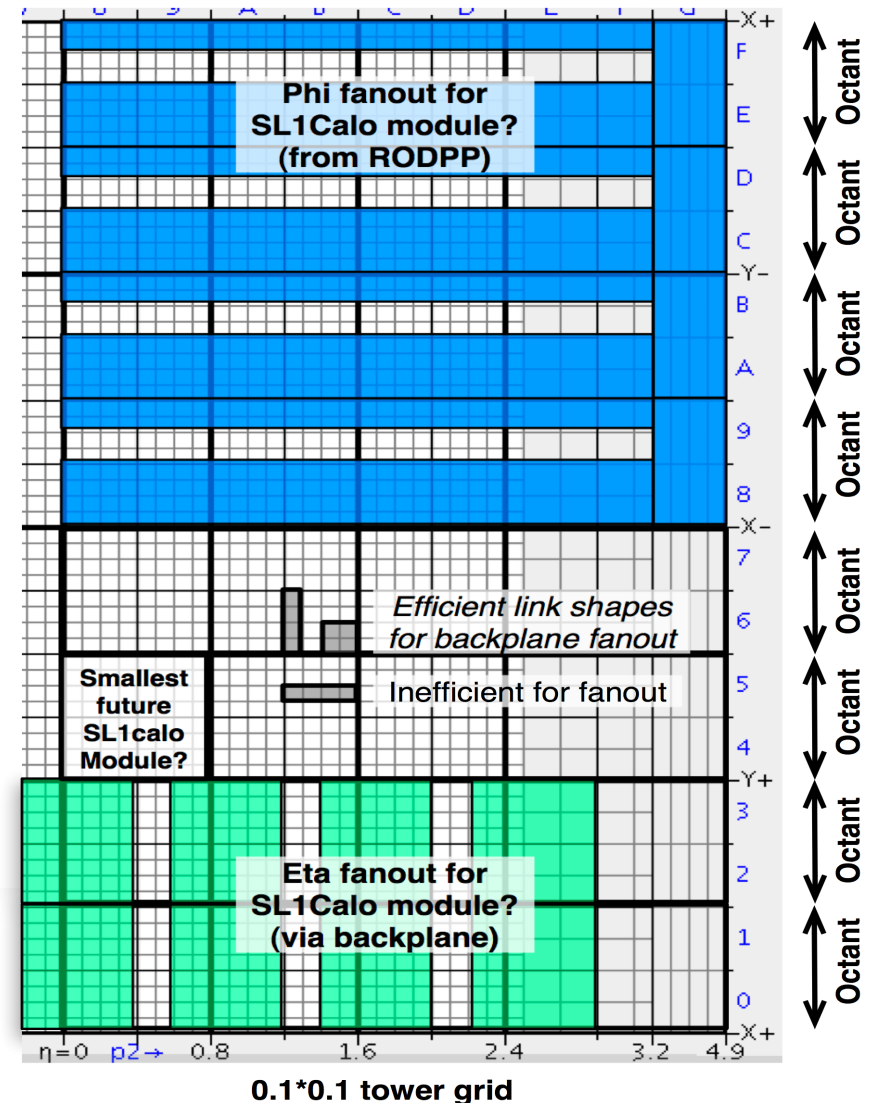 X+
F
Octant
Phi fanout for
SL1Calo module?
(from RODPP)
E
D
Octant
C
Y-
B
Octant
A
9
Octant
8
X-
7
Octant
Efficient link shapes
for backplane fanout
6
Smallest
future
SL1calo
Module?
5
Inefficient for fanout
Octant
4
Y+
3
Octant
Eta fanout for
SL1Calo module?
(via backplane)
2
1
Octant
0
X+
η=0 pZ→ 0.8 1.6 2.4 3.2 4.9
0.1*0.1 tower grid